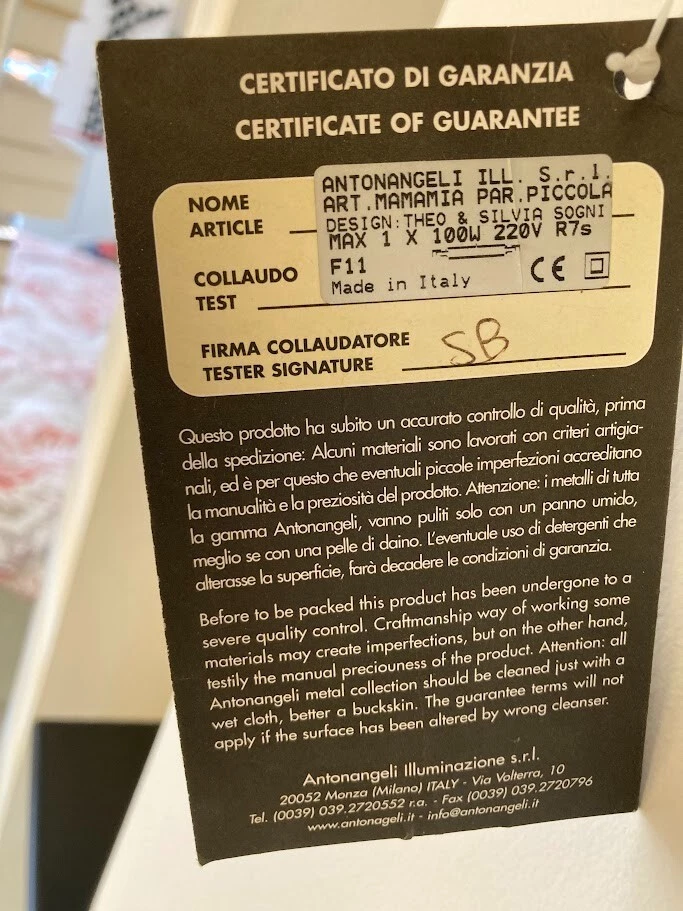 CERTIFICATO DI GARANZIA
CERTIFICATE OF GUARANTEE
NOME
ARTICLE
ANTONANGELI ILL. S.r.l.
ART.MAMAMIA PAR.PICCOLA
DESIGN:THEO & SILVIA SOGNI
MAX 1 X 100W 220V R7s
F11
Made in Italy
CE
COLLAUDO
TEST
FIRMA COLLAUDATORE
TESTER SIGNATURE
SB
Questo prodotto ha subito un accurato controllo di qualità, prima
della spedizione: Alcuni materiali sono lavorati con criteri artigia-
nali, ed è per questo che eventuali piccole imperfezioni accreditano
la manualità e la preziosità del prodotto. Attenzione: i metalli di tutta
la gamma Antonangeli, vanno puliti solo con un panno umido,
meglio se con una pelle di daino. L'eventuale uso di detergenti che
alterasse la superficie, farà decadere le condizioni di garanzia.
Before to be packed this product has been undergone to a
severe quality control. Craftmanship way of working some
materials may create imperfections, but on the other hand,
testily the manual preciouness of the product. Attention: all
Antonangeli metal collection should be cleaned just with a
wet cloth, better a buckskin. The guarantee terms will not
apply if the surface has been altered by wrong cleanser.
Antonangeli Illuminazione s.r.l.
20052 Monza (Milano) ITALY - Via Volterra, 10
Tel. (0039) 039.2720552 r.a. - Fax (0039) 039.2720796
www.antonageli.it - info@antonangeli.it